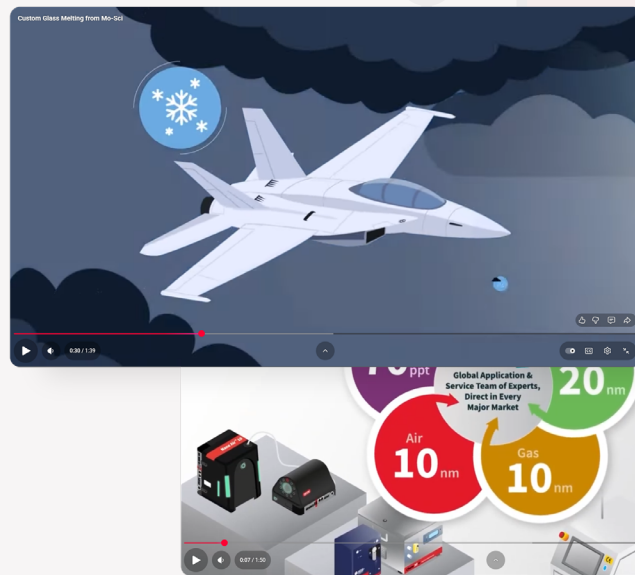 Custom Glass Melting from Mo-Sci
0:30 / 1:39
ppt
Global Application &
Service Team of Experts,
Direct in Every
Major Market
20 nm
Air
10 nm
Gas
10 nm
0:07 / 1:50